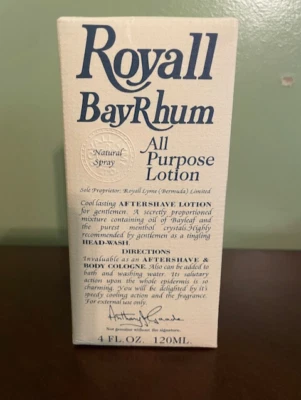 Royall
BayRhum
Natural
Spray
All
Purpose
Lotion
Sole Proprietor: Royall Lyme (Bermuda) Limited
Cool lasting AFTERSHAVE LOTION
for gentlemen. A secretly proportioned
mixture containing oil of Bayleaf and
the purest menthol crystals. Highly
recommended by gentlemen as a tingling
HEAD-WASH.
DIRECTIONS
Invaluable as an AFTERSHAVE &
BODY COLOGNE. Also can be added to
bath and washing water. Its salutary
action upon the whole epidermis is so
charming. You will be delighted by it's
speedy cooling action and the fragrance.
For external use only.
Not genuine without the signature.
4 FL. OZ. 120ML.